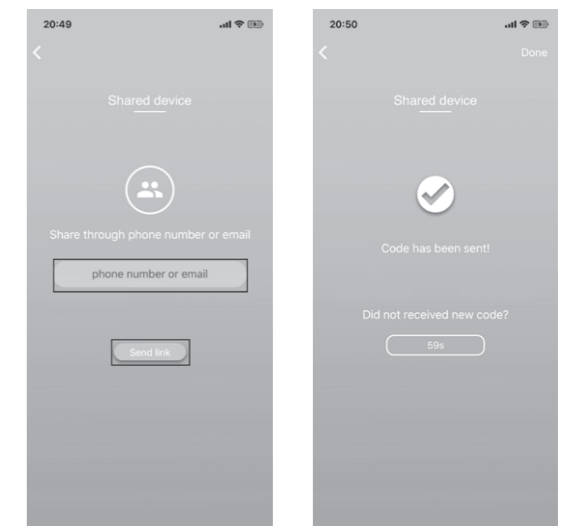 20:49
Shared device
Share through phone number or email
phone number or email
Send link
20:50
Done
Shared device
Code has been sent!
Did not received new code?
59s